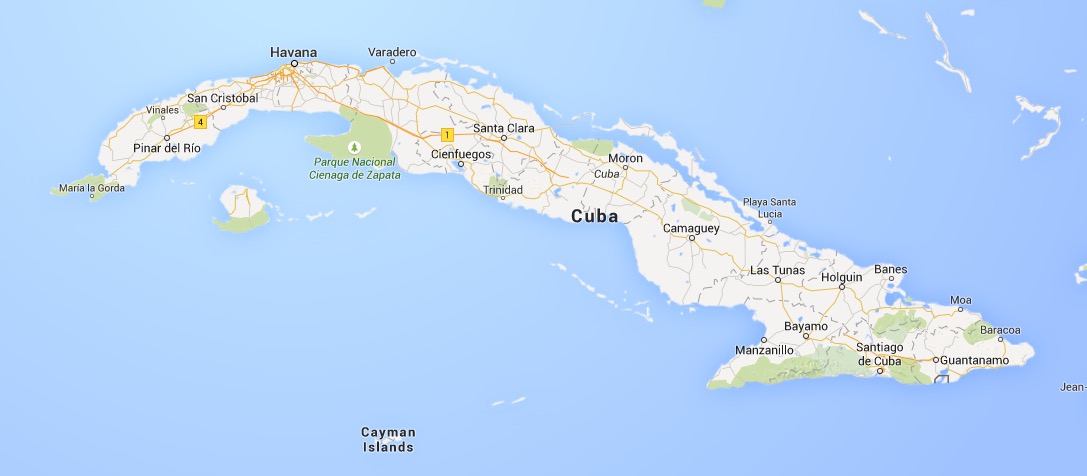 Havana
Varadero
San Cristobal
Vinales
4
1
Santa Clara
Pinar del Río
Cienfuegos
Parque Nacional
Cienaga de Zapata
Moron
Cuba
Maria la Gorda
Trinidad
Playa Santa
Lucia
Cuba
Camaguey
Las Tunas
Holguin
Banes
Moa
Bayamo
Baracoa
Manzanillo
Santiago
de Cuba
Guantanamo
Jean-
Cayman
Islands